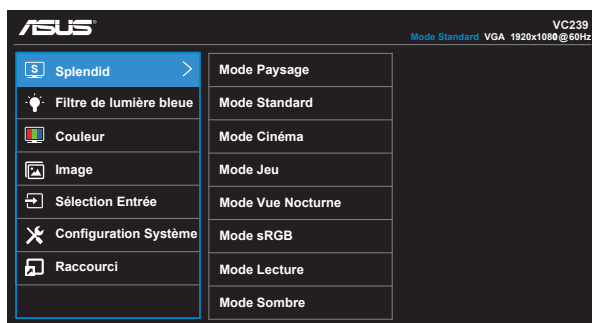 ASUS
VC239
Mode Standard VGA 1920x1080@60Hz
S Splendid
Filtre de lumière bleue
Couleur
Image
Sélection Entrée
Configuration Système
Raccourci
Mode Paysage
Mode Standard
Mode Cinéma
Mode Jeu
Mode Vue Nocturne
Mode sRGB
Mode Lecture
Mode Sombre